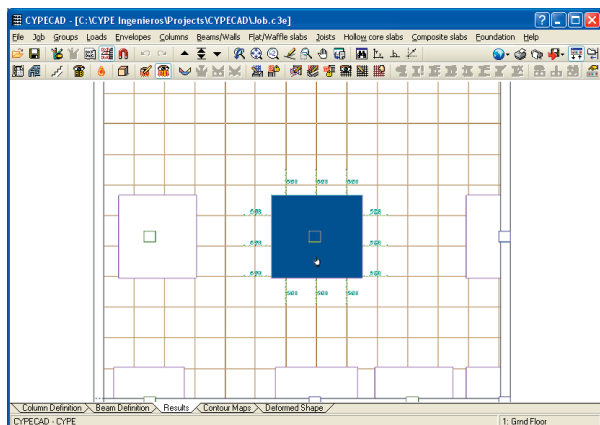 CYPECAD - [C:\CYPE Ingenieros\Projects\CYPECAD\Job.c3e]
File Job Groups Loads Envelopes Columns Beams/Walls Flat/Waffle slabs Joists Hollow core slabs Composite slabs Foundation Help
Column Definition Beam Definition Results Contour Maps Deformed Shape
CYPECAD - CYPE 1: Grnd Floor